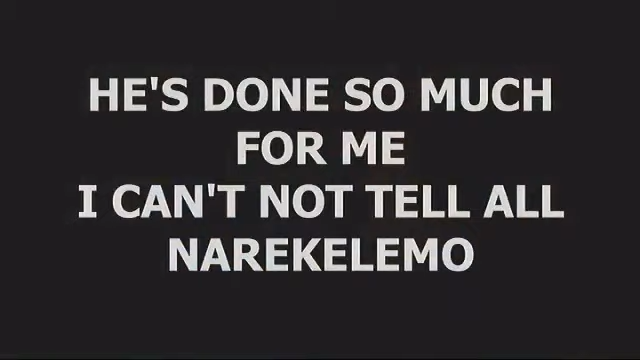 HE'S DONE SO MUCH
FOR ME
I CAN'T NOT TELL ALL
NAREKELEMO